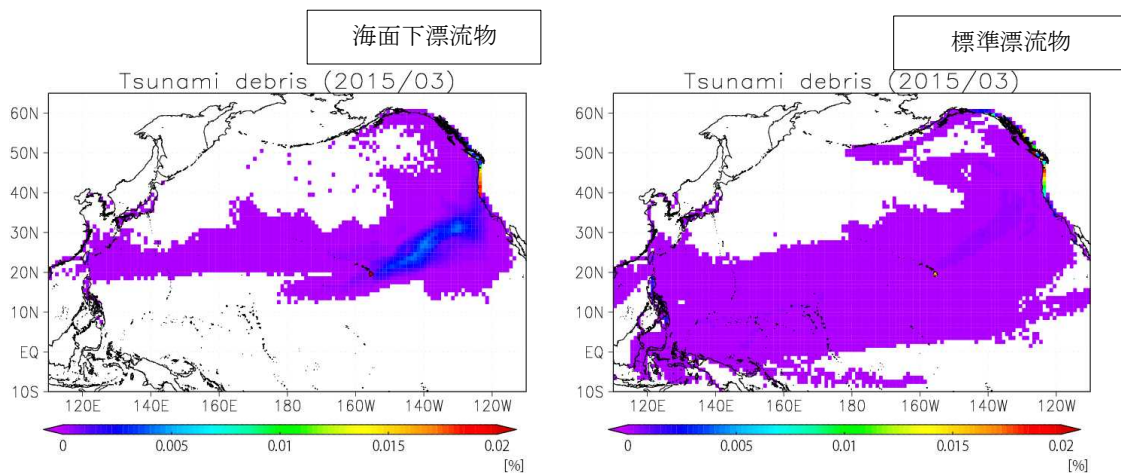 海面下漂流物
Tsunami debris (2015/03)
60N
50N
40N
30N
20N
10N
EQ
10S
120E 140E 160E 180 160W 140W 120W
0 0.005 0.01 0.015 0.02
[%]
標準漂流物
Tsunami debris (2015/03)
60N
50N
40N
30N
20N
10N
EQ
10S
120E 140E 160E 180 160W 140W 120W
0 0.005 0.01 0.015 0.02
[%]